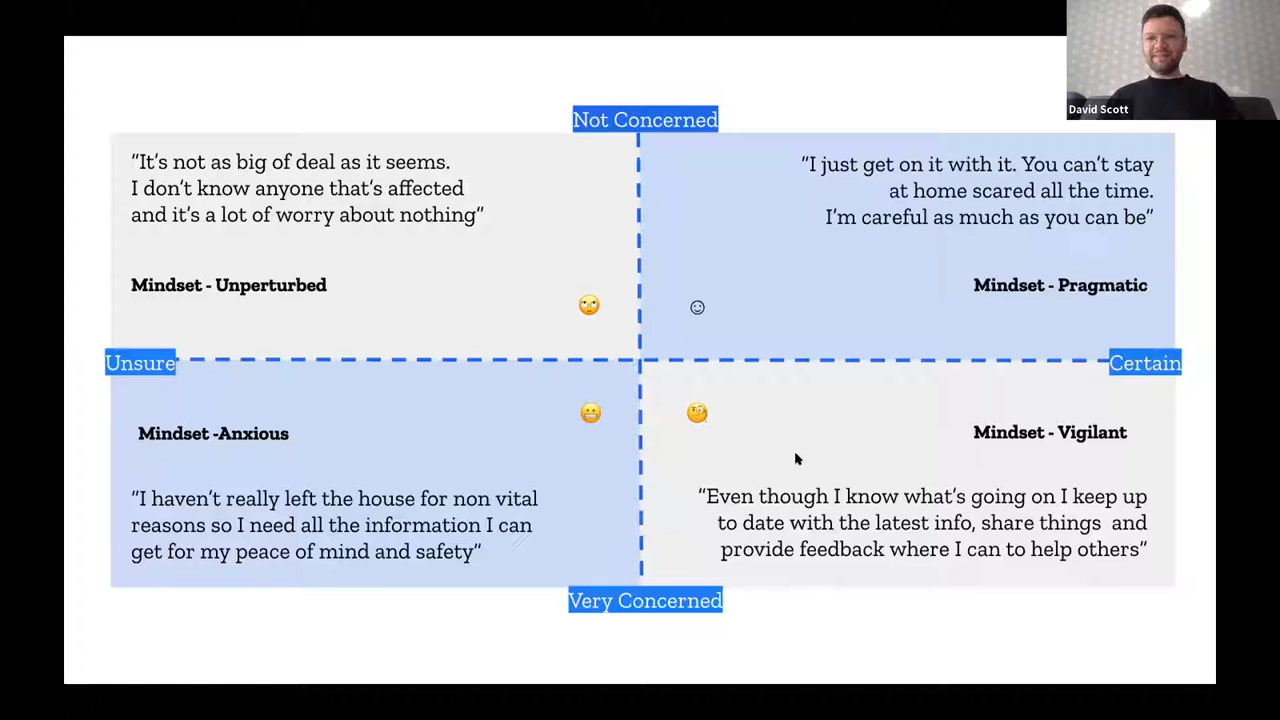 David Scott
Not Concerned
“It’s not as big of deal as it seems.
I don’t know anyone that’s affected
and it’s a lot of worry about nothing”
Mindset - Unperturbed
“I just get on it with it. You can’t stay
at home scared all the time.
I’m careful as much as you can be”
Mindset - Pragmatic
Unsure
Certain
Mindset -Anxious
“I haven’t really left the house for non vital
reasons so I need all the information I can
get for my peace of mind and safety”
Mindset - Vigilant
“Even though I know what’s going on I keep up
to date with the latest info, share things  and
provide feedback where I can to help others”
Very Concerned